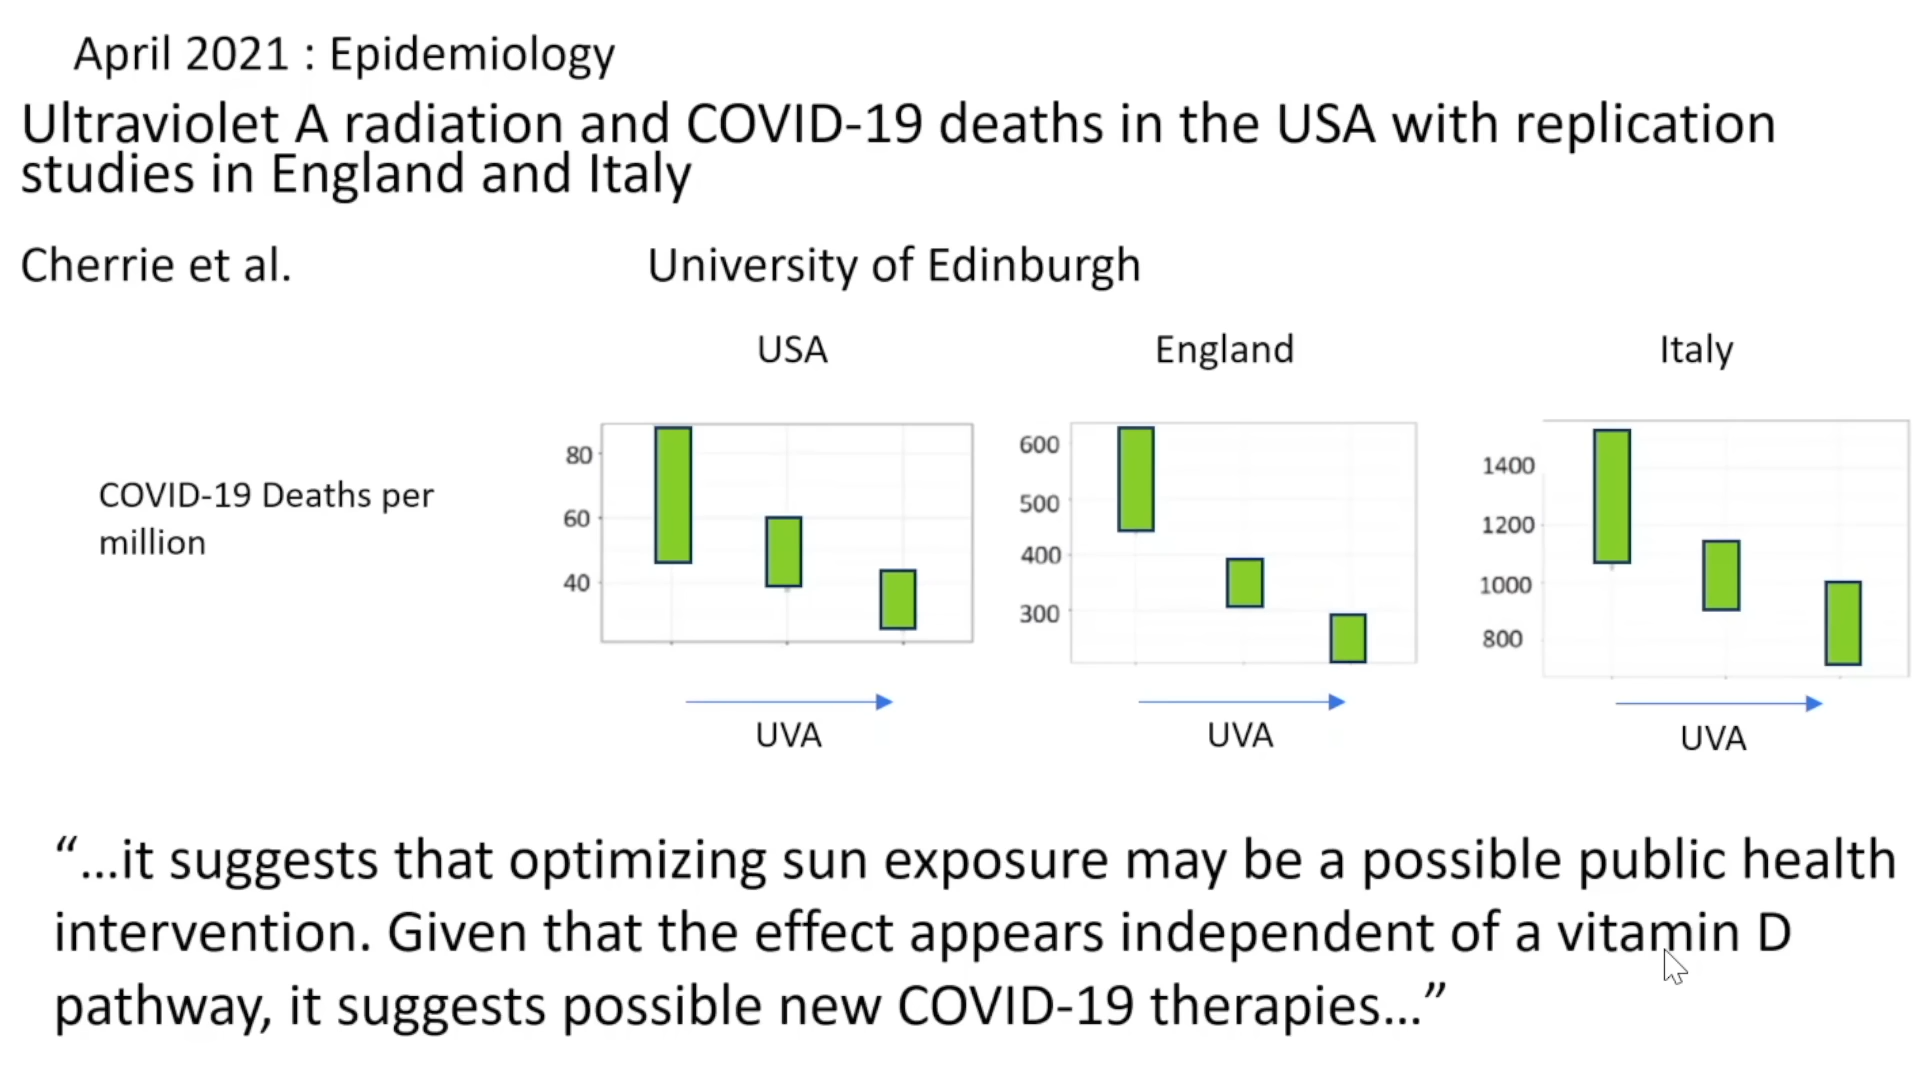 April 2021 : Epidemiology
Ultraviolet A radiation and COVID-19 deaths in the USA with replication
studies in England and Italy
Cherrie et al.
University of Edinburgh
USA
England
Italy
COVID-19 Deaths per
million
80
60
40
600
500
400
300
1400
1200
1000
800
UVA
UVA
UVA
“...it suggests that optimizing sun exposure may be a possible public health
intervention. Given that the effect appears independent of a vitamin D
pathway, it suggests possible new COVID-19 therapies...”